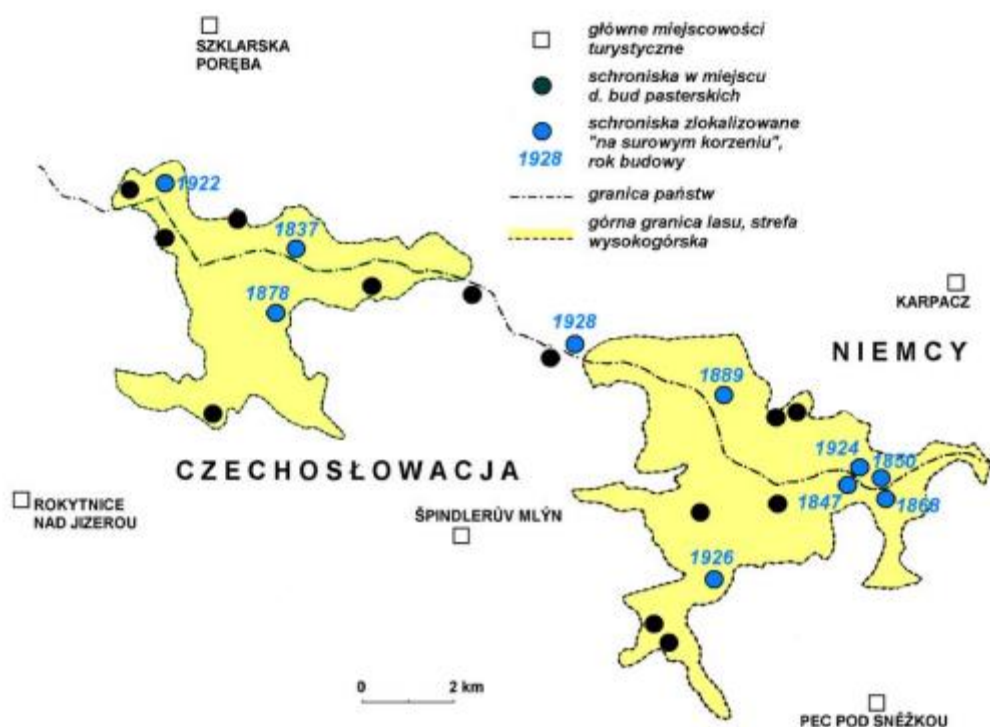 SZKLARSKA
PORĘBA
główne miejscowości
turystyczne
schroniska w miejscu
d. bud pasterskich
schroniska zlokalizowane
"na surowym korzeniu",
1928 rok budowy
granica państw
górna granica lasu, strefa
wysokogórska
1922
1837
1878
1928
KARPACZ
NIEMCY
1889
CZECHOSŁOWACJA
1924
1850
1847
1868
ROKYTNICE
NAD JIZEROU
ŠPINDLERŮV MLÝN
1926
0 2 km
PEC POD SNĚŽKOU